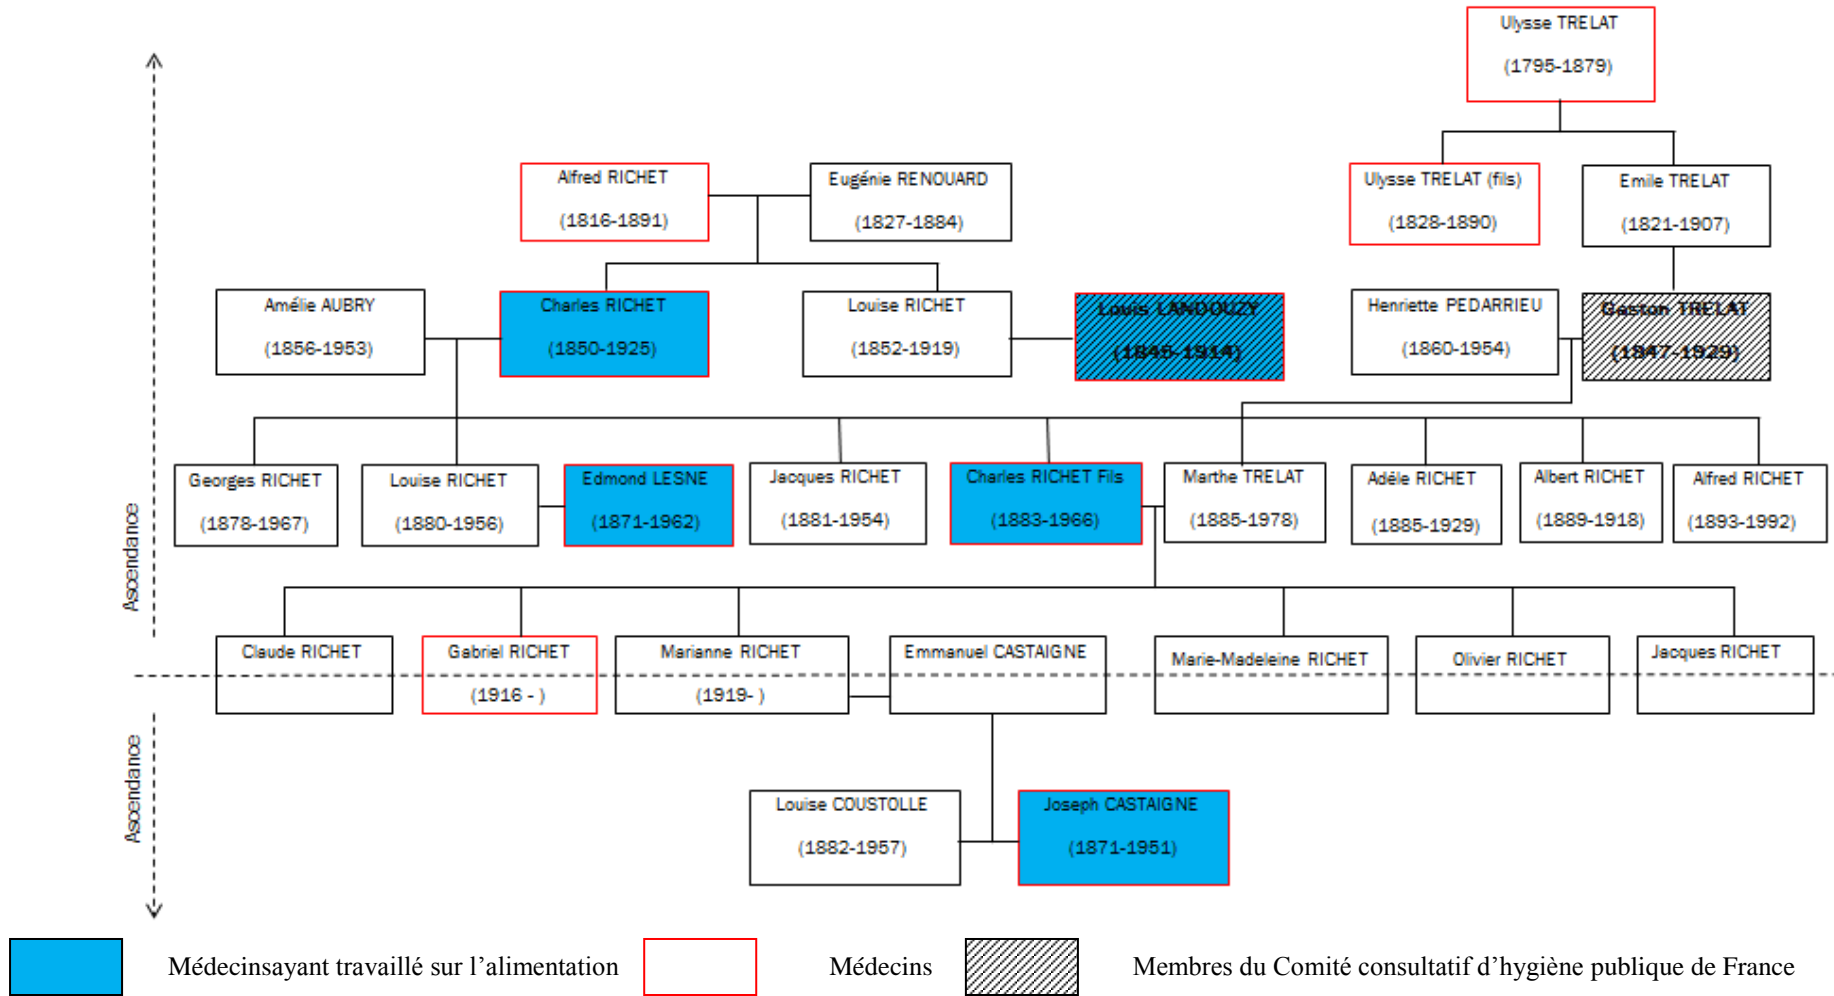 Ulysse TRELAT
(1795-1879)
Alfred RICHET
(1816-1891)
Eugénie RENOUARD
(1827-1884)
Ulysse TRELAT (fils)
(1828-1890)
Emile TRELAT
(1821-1907)
Amélie AUBRY
(1856-1953)
Charles RICHET
(1850-1925)
Louise RICHET
(1852-1919)
Louis LANDOUZY
(1845-1914)
Henriette PEDARRIEU
(1860-1954)
Gaston TRELAT
(1847-1929)
Georges RICHET
(1878-1967)
Louise RICHET
(1880-1956)
Edmond LESNE
(1871-1962)
Jacques RICHET
(1881-1954)
Charles RICHET Fils
(1883-1966)
Marthe TRELAT
(1885-1978)
Adéle RICHET
(1885-1929)
Albert RICHET
(1889-1918)
Alfred RICHET
(1893-1992)
Ascendance
Claude RICHET
Gabriel RICHET
(1916 - )
Marianne RICHET
(1919- )
Emmanuel CASTAIGNE
Marie-Madeleine RICHET
Olivier RICHET
Jacques RICHET
Ascendance
Louise COUSTOLLE
(1882-1957)
Joseph CASTAIGNE
(1871-1951)
Médecinsayant travaillé sur l’alimentation
Médecins
Membres du Comité consultatif d’hygiène publique de France